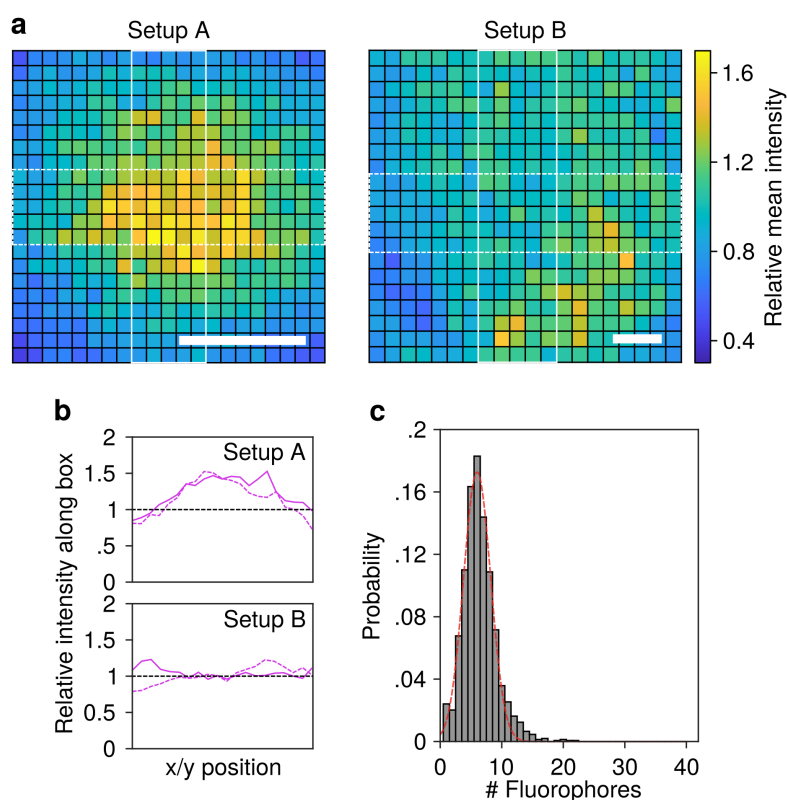 a
Setup A
Setup B
1.6
1.2
0.8
0.4
Relative mean intensity
b
Relative intensity along box
2
1.5
1
.5
0
Setup A
2
1.5
1
0.5
0
Setup B
x/y position
c
Probability
.2
.16
.12
.08
.04
0
0 10 20 30 40
# Fluorophores